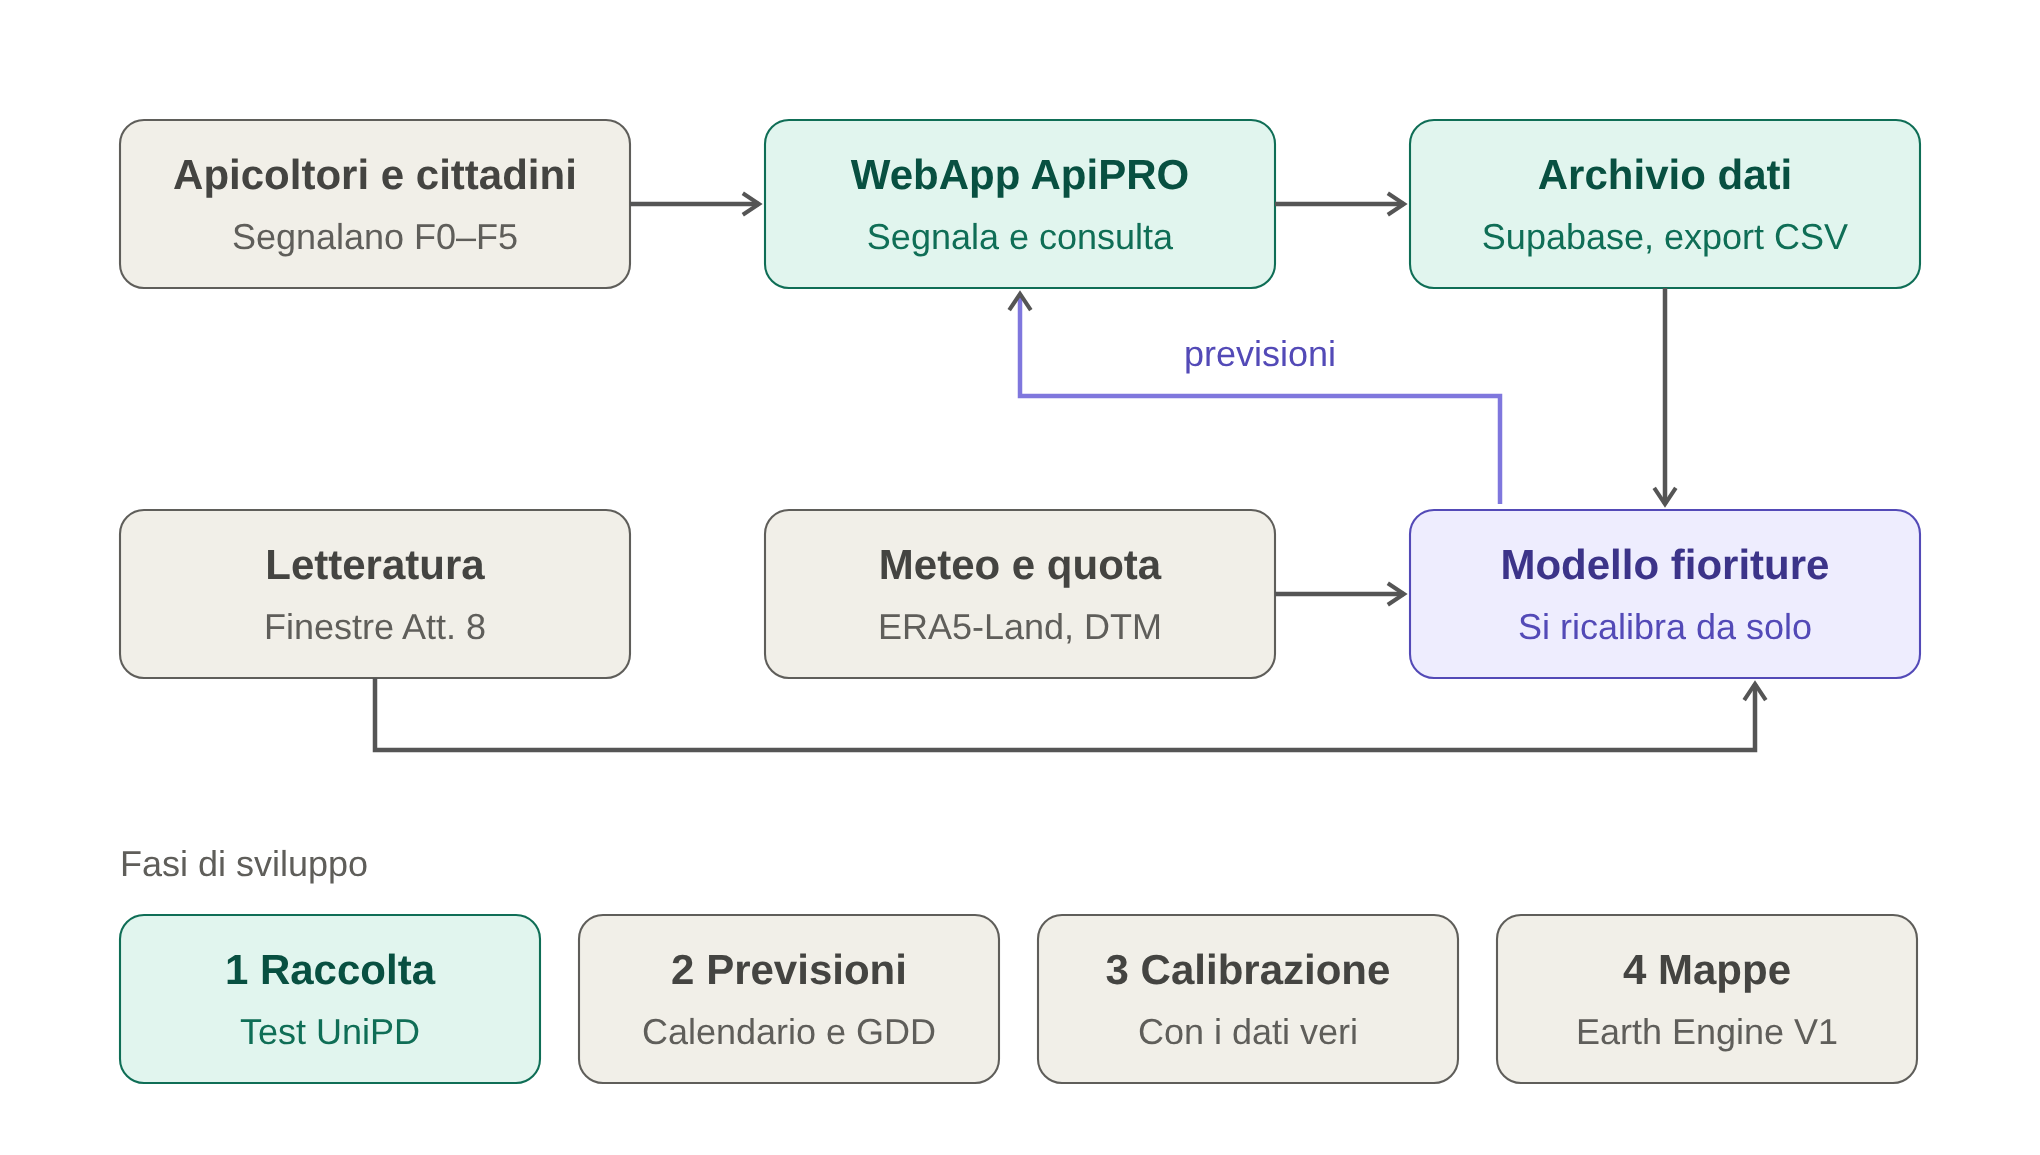 Apicoltori e cittadini
Segnalano F0–F5
WebApp ApiPRO
Segnala e consulta
Archivio dati
Supabase, export CSV
previsioni
Letteratura
Finestre Att. 8
Meteo e quota
ERA5-Land, DTM
Modello fioriture
Si ricalibra da solo
Fasi di sviluppo
1 Raccolta
Test UniPD
2 Previsioni
Calendario e GDD
3 Calibrazione
Con i dati veri
4 Mappe
Earth Engine V1